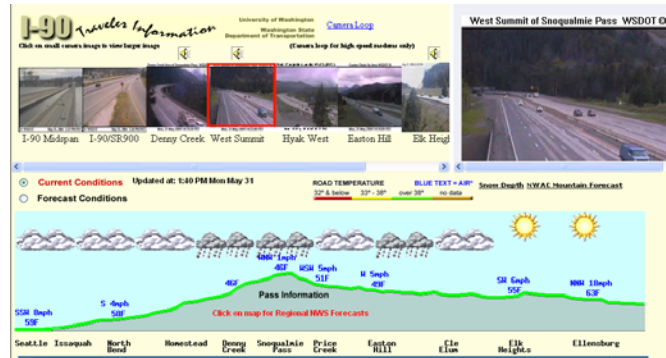 I-90 Traveler Information
University of Washington
Washington State
Department of Transportation
Camera Loop
Click on small camera image to view larger image
(Camera loop for high speed modems only)
I-90 Midspan I-90/SR900 Denny Creek West Summit Hyak West Easton Hill Elk Heigh
West Summit of Snoqualmie Pass WSDOT
Current Conditions Updated at: 1:40 PM Mon May 31
Forecast Conditions
ROAD TEMPERATURE BLUE TEXT = AIR°
32° & below 33° - 38° over 38° no data
Snow Depth NWAC Mountain Forecast
SSW 8mph
59F
S 4mph
58F
46F
WNW 1mph
46F
WSW 5mph
51F
W 5mph
49F
SW 6mph
55F
NNW 18mph
63F
Pass Information
Click on map for Regional NWS Forecasts
Seattle Issaquah North Bend Homestead Denny Creek Snoqualmie Pass Price Creek Easton Hill Cle Elum Elk Heights Ellensburg